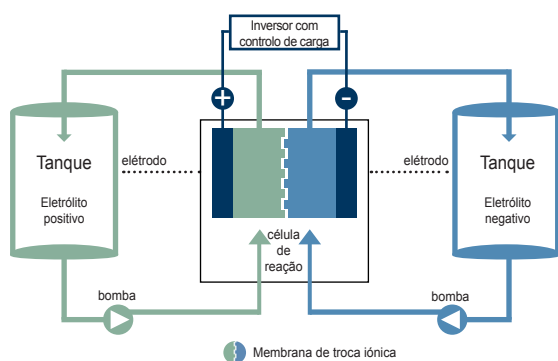 Inversor com
controlo de carga
+
-
Tanque
elétrodo
elétrodo
Tanque
Eletrólito
positivo
Eletrólito
negativo
célula
de
reação
bomba
bomba
Membrana de troca iónica